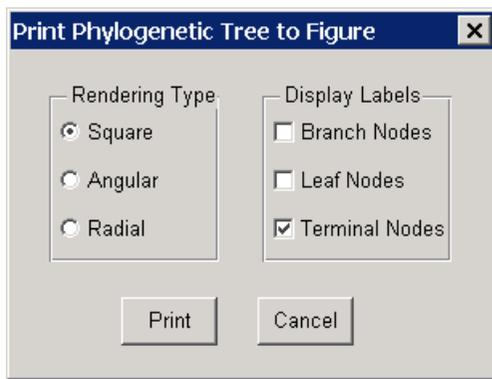 Print Phylogenetic Tree to Figure
Rendering Type
Square
Angular
Radial
Display Labels
Branch Nodes
Leaf Nodes
Terminal Nodes
Print
Cancel